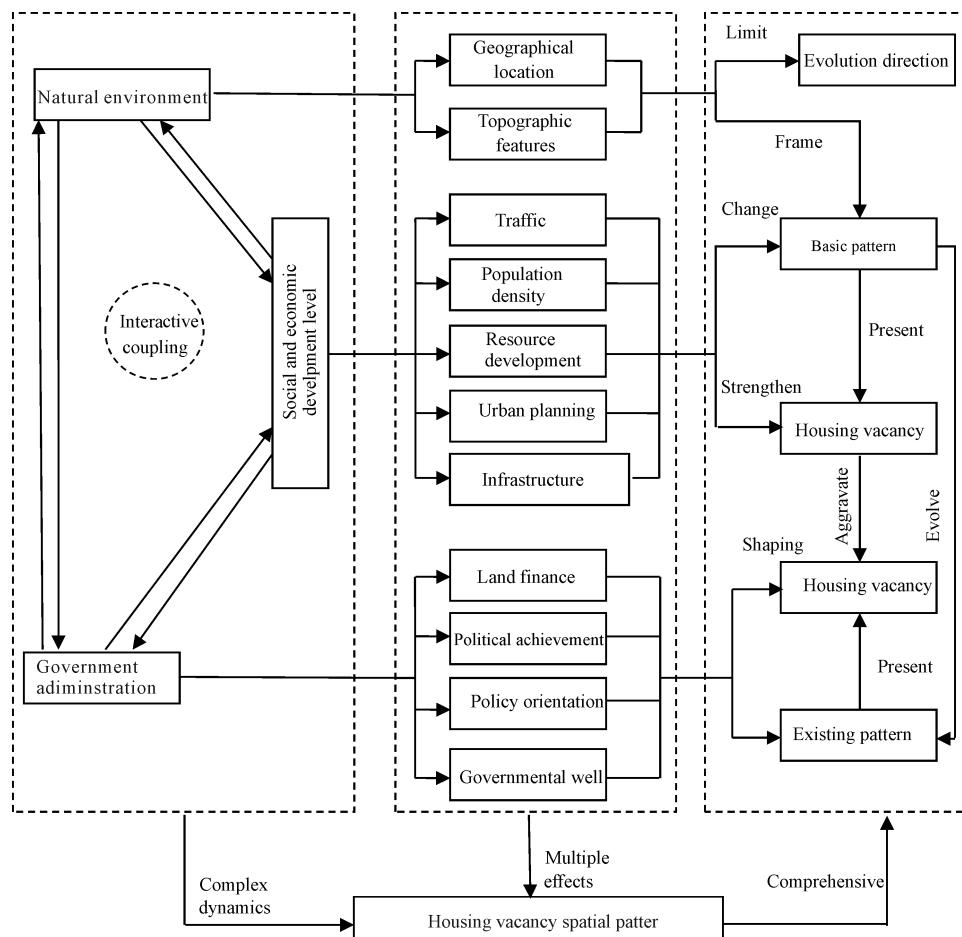 Natural environment
Interactive
coupling
Social and economic
develpment level
Government
adiminstration
Geographical
location
Topographic
features
Traffic
Population
density
Resource
development
Urban planning
Infrastructure
Land finance
Political achievement
Policy orientation
Governmental well
Limit
Evolution direction
Frame
Change
Basic pattern
Present
Strengthen
Housing vacancy
Aggravate
Evolve
Shaping
Housing vacancy
Present
Existing pattern
Complex
dynamics
Multiple
effects
Comprehensive
Housing vacancy spatial patter